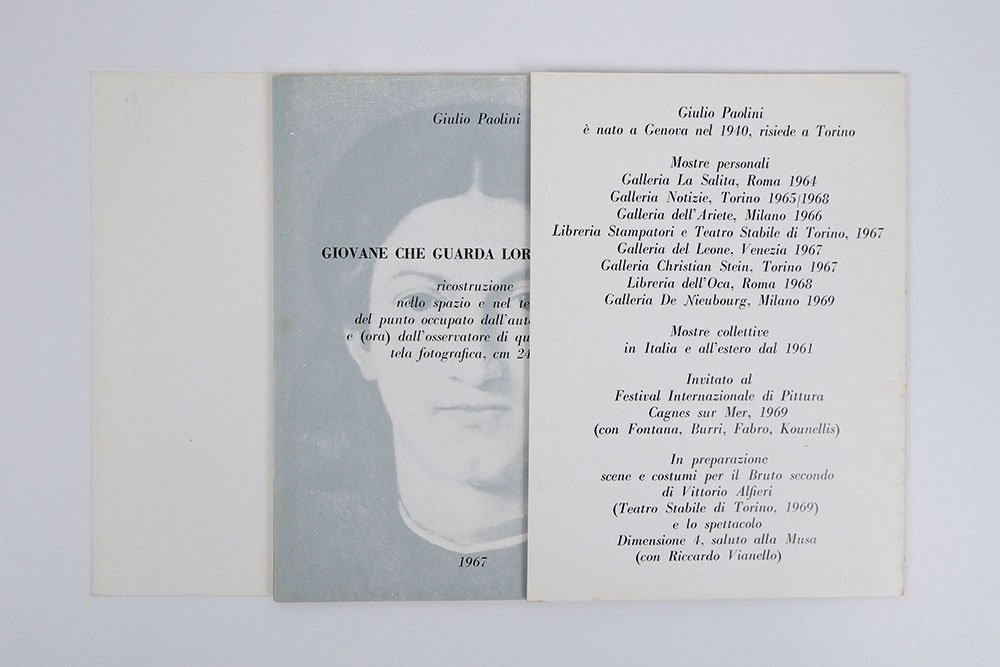 Giulio Paolini
GIOVANE CHE GUARDA LOR
ricostruzione
nello spazio e nel te
del punto occupato dall'aut
e (ora) dall'osservatore di qu
tela fotografica, cm 24
1967
Giulio Paolini
è nato a Genova nel 1940, risiede a Torino
Mostre personali
Galleria La Salita, Roma 1964
Galleria Notizie, Torino 1965/1968
Galleria dell'Ariete, Milano 1966
Libreria Stampatori e Teatro Stabile di Torino, 1967
Galleria del Leone, Venezia 1967
Galleria Christian Stein, Torino 1967
Libreria dell'Oca, Roma 1968
Galleria De Nieubourg, Milano 1969
Mostre collettive
in Italia e all'estero dal 1961
Invitato al
Festival Internazionale di Pittura
Cagnes sur Mer, 1969
(con Fontana, Burri, Fabro, Kounellis)
In preparazione
scene e costumi per il Bruto secondo
di Vittorio Alfieri
(Teatro Stabile di Torino, 1969)
e lo spettacolo
Dimensione 4, saluto alla Musa
(con Riccardo Vianello)